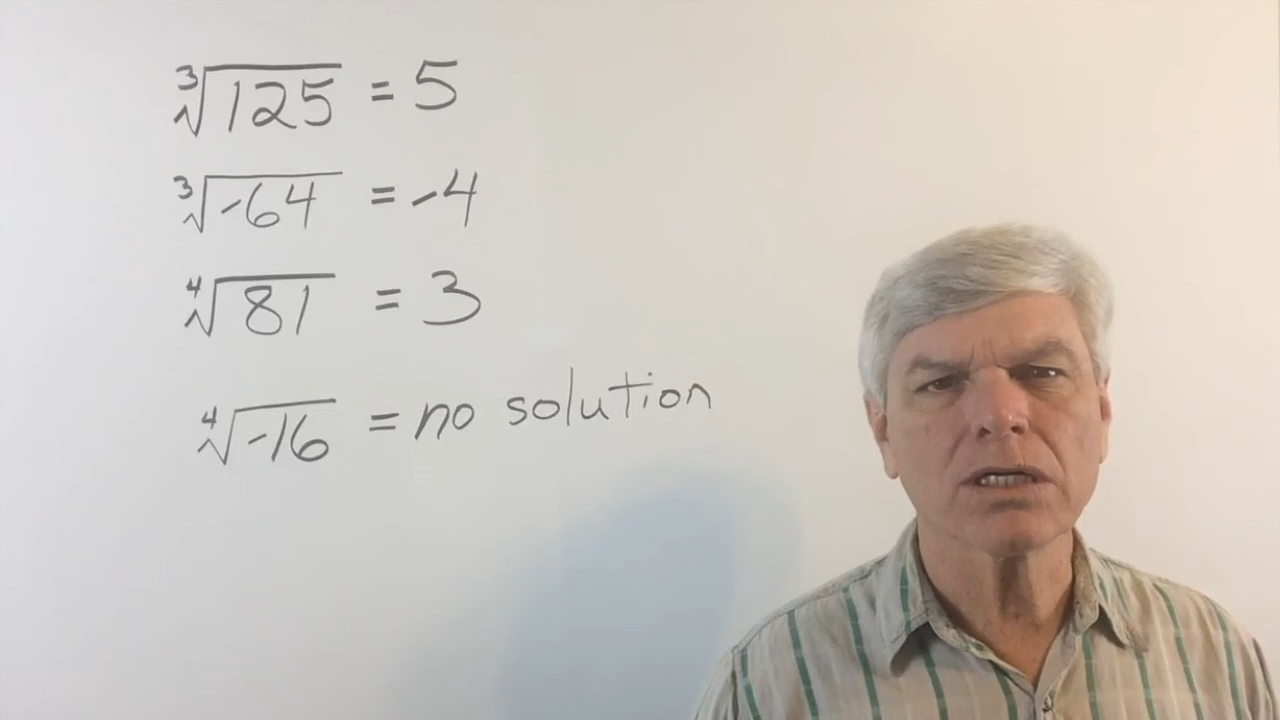 ∛125 = 5
∛-64 = -4
∜81 = 3
∜-16 = no solution